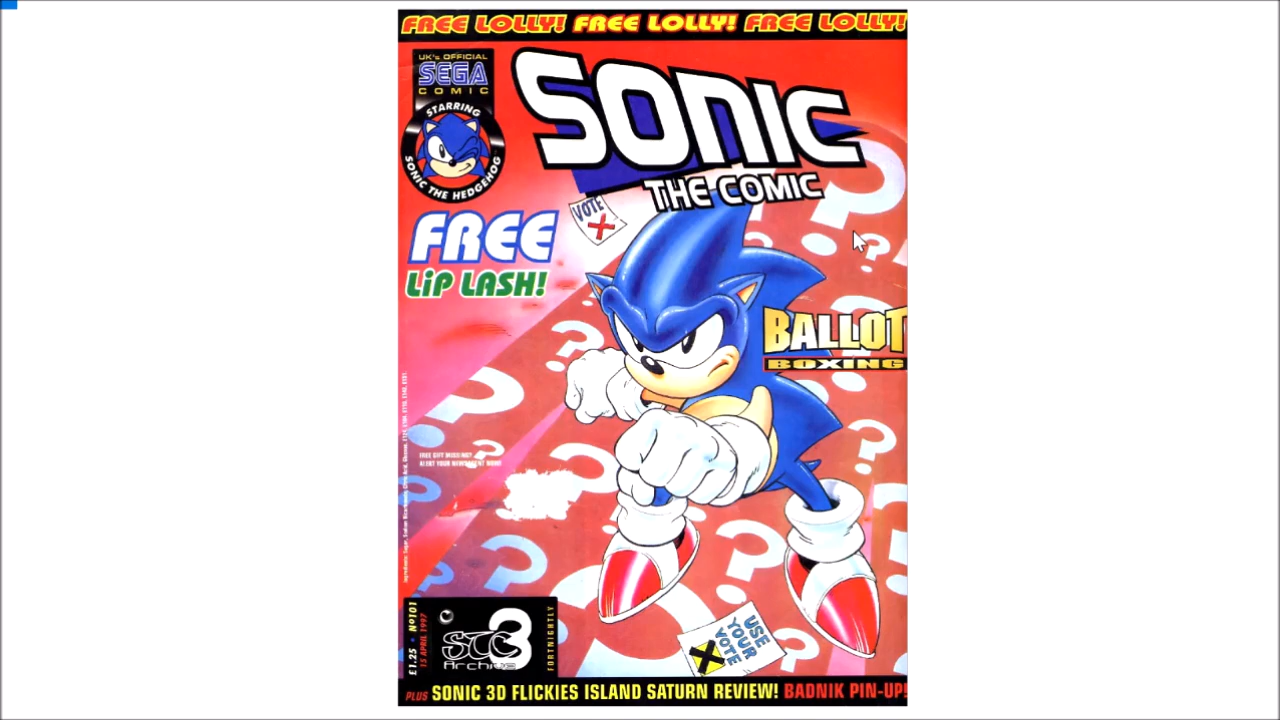 FREE LOLLY! FREE LOLLY! FREE LOLLY!
UK's OFFICIAL
SEGA
COMIC
STARRING
SONIC THE HEDGEHOG
SONIC
THE COMIC
VOTE
FREE
LiP LASH!
BALLOT
BOXING
FREE GIFT MISSING?
ALERT YOUR NEWSAGENT NOW!
£1.25 • Nº101
15 APRIL 1997
STC 3
Archive
FORTNIGHTLY
USE
YOUR
VOTE
PLUS SONIC 3D FLICKIES ISLAND SATURN REVIEW! BADNIK PIN-UP!